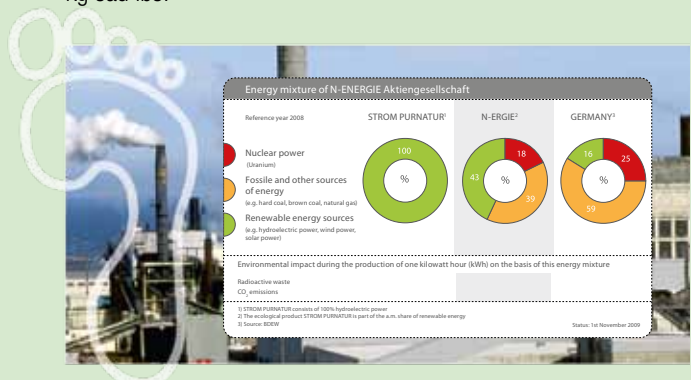 Energy mixture of N-ENERGIE Aktiengesellschaft
Reference year 2008
STROM PURNATUR¹
N-ERGIE²
GERMANY³
Nuclear power
(Uranium)
Fossile and other sources
of energy
(e.g. hard coal, brown coal, natural gas)
Renewable energy sources
(e.g. hydroelectric power, wind power,
solar power)
100
%
18
39
43
%
25
59
16
%
Environmental impact during the production of one kilowatt hour (kWh) on the basis of this energy mixture
Radioactive waste
CO₂ emissions
1) STROM PURNATUR consists of 100% hydroelectric power
2) The ecological product STROM PURNATUR is part of the a.m. share of renewable energy
3) Source: BDEW
Status: 1st November 2009